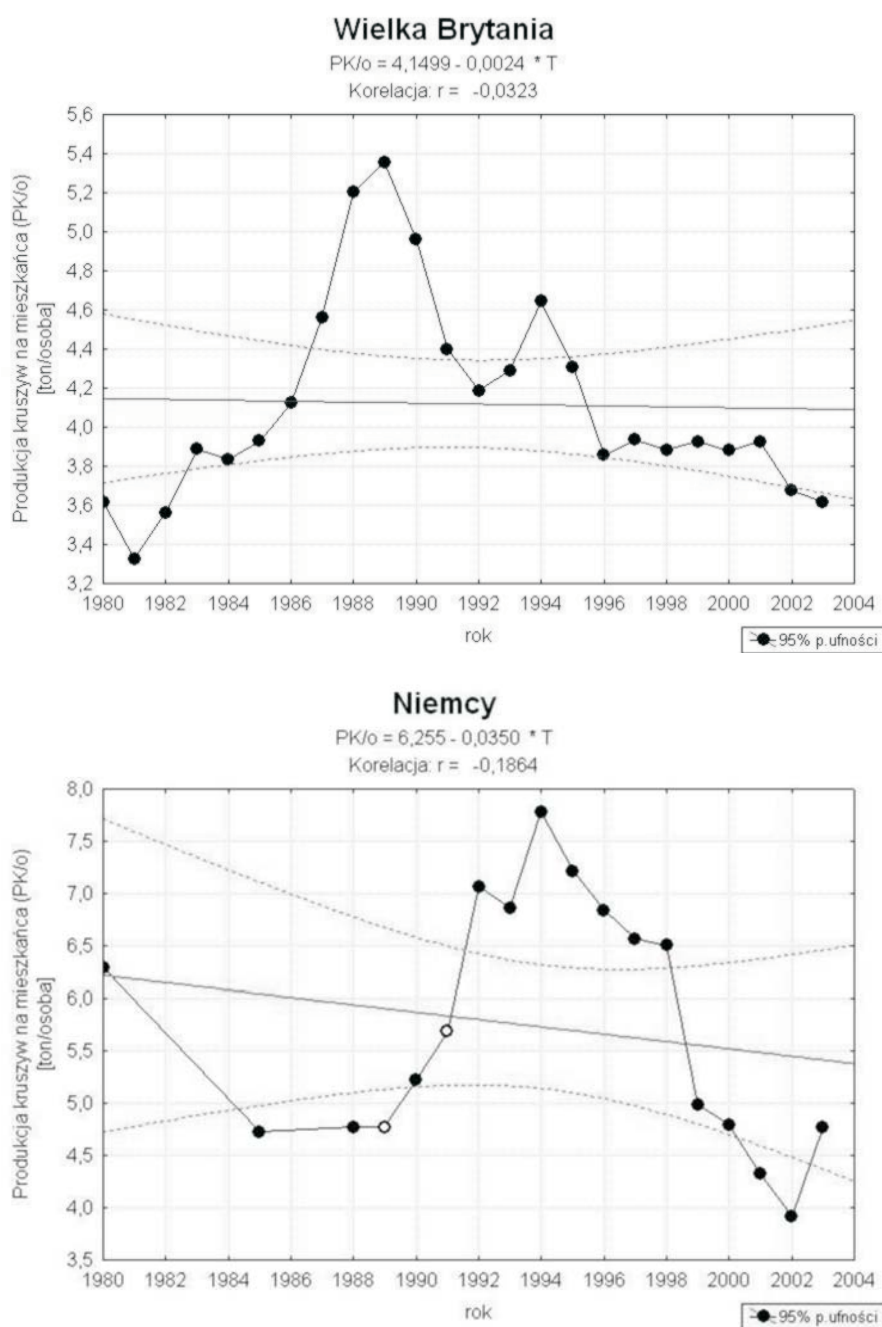 Wielka Brytania
PK/o = 4,1499 - 0,0024 * T
Korelacja: r = -0,0323
Produkcja kruszyw na mieszkańca (PK/o)
[ton/osoba]
5,6
5,4
5,2
5,0
4,8
4,6
4,4
4,2
4,0
3,8
3,6
3,4
3,2
1980 1982 1984 1986 1988 1990 1992 1994 1996 1998 2000 2002 2004
rok
95% p.ufności
Niemcy
PK/o = 6,255 - 0,0350 * T
Korelacja: r = -0,1864
Produkcja kruszyw na mieszkańca (PK/o)
[ton/osoba]
8,0
7,5
7,0
6,5
6,0
5,5
5,0
4,5
4,0
3,5
1980 1982 1984 1986 1988 1990 1992 1994 1996 1998 2000 2002 2004
rok
95% p.ufności